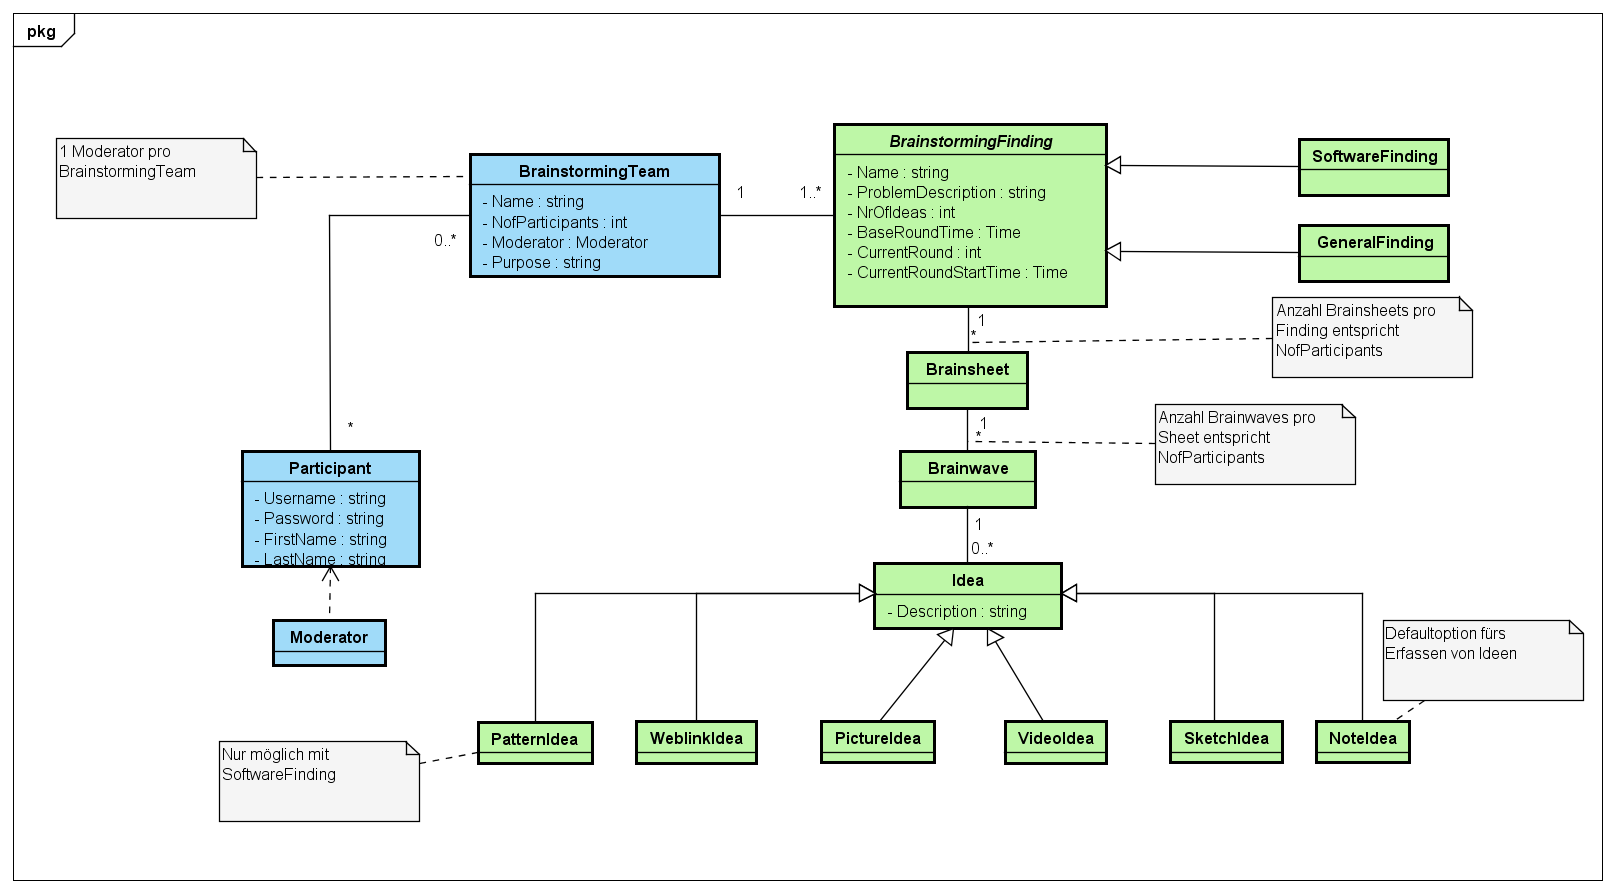 pkg
1 Moderator pro
BrainstormingTeam
BrainstormingTeam
- Name : string
- NofParticipants : int
- Moderator : Moderator
- Purpose : string
1
1..*
0..*
BrainstormingFinding
- Name : string
- ProblemDescription : string
- NrOfIdeas : int
- BaseRoundTime : Time
- CurrentRound : int
- CurrentRoundStartTime : Time
SoftwareFinding
GeneralFinding
Anzahl Brainsheets pro
Finding entspricht
NofParticipants
1
*
Brainsheet
Anzahl Brainwaves pro
Sheet entspricht
NofParticipants
1
*
Brainwave
*
Participant
- Username : string
- Password : string
- FirstName : string
- LastName : string
Moderator
1
0..*
Idea
- Description : string
Defaultoption fürs
Erfassen von Ideen
PatternIdea
WeblinkIdea
PictureIdea
VideoIdea
SketchIdea
NoteIdea
Nur möglich mit
SoftwareFinding